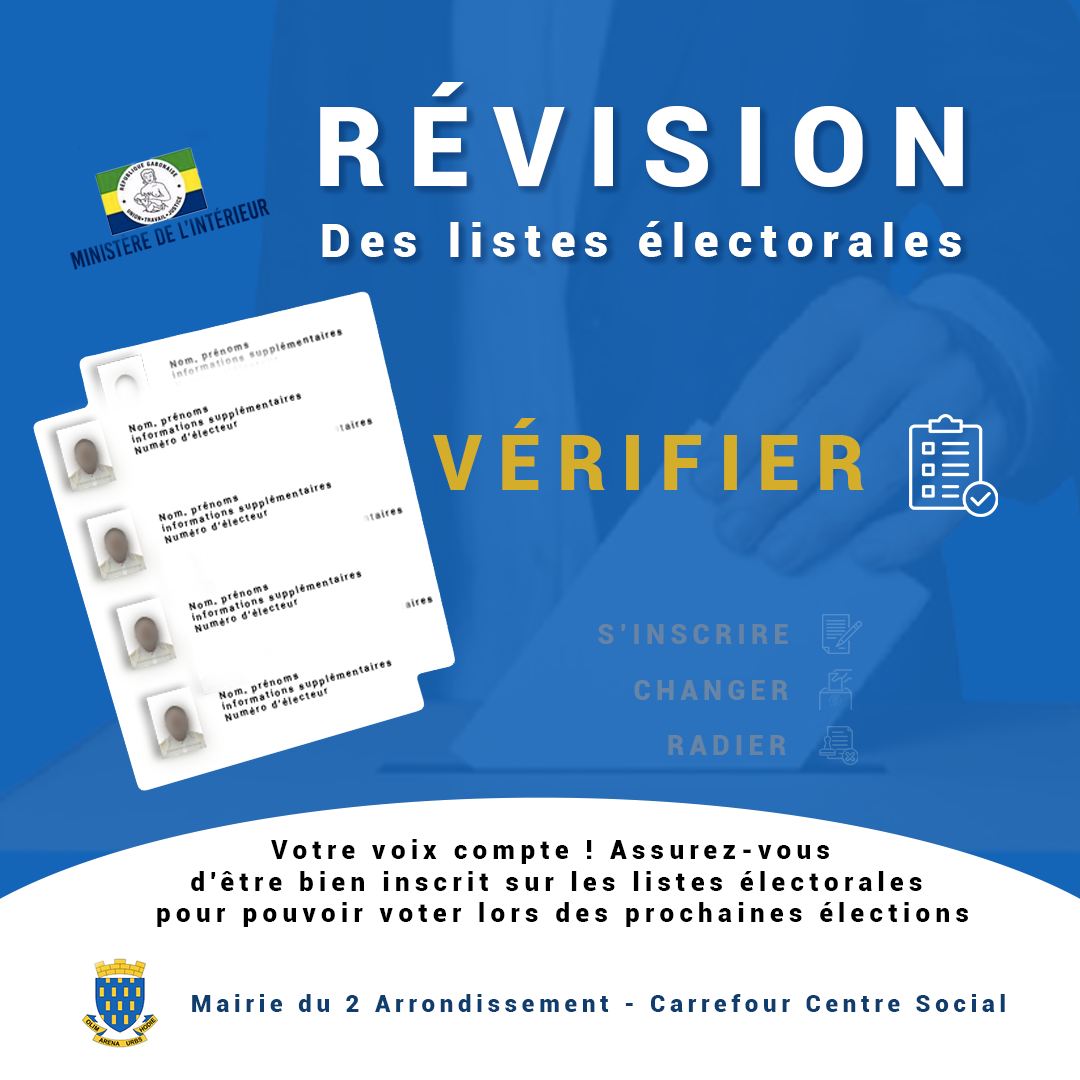 RÉVISION
Des listes électorales
RÉPUBLIQUE GABONAISE
UNION•TRAVAIL•JUSTICE
MINISTERE DE L'INTÉRIEUR
Nom, prénoms
informations supplémentaires
Nom, prénoms
informations supplémentaires
Numéro d'électeur
taires
Nom, prénoms
informations supplémentaires
Numéro d'électeur
taires
Nom, prénoms
informations supplémentaires
Numéro d'électeur
aires
Nom, prénoms
informations supplémentaires
Numéro d'électeur
VÉRIFIER
S'INSCRIRE
CHANGER
RADIER
Votre voix compte ! Assurez-vous
d'être bien inscrit sur les listes électorales
pour pouvoir voter lors des prochaines élections
OLIM ARENA URBS HODIE
Mairie du 2 Arrondissement - Carrefour Centre Social